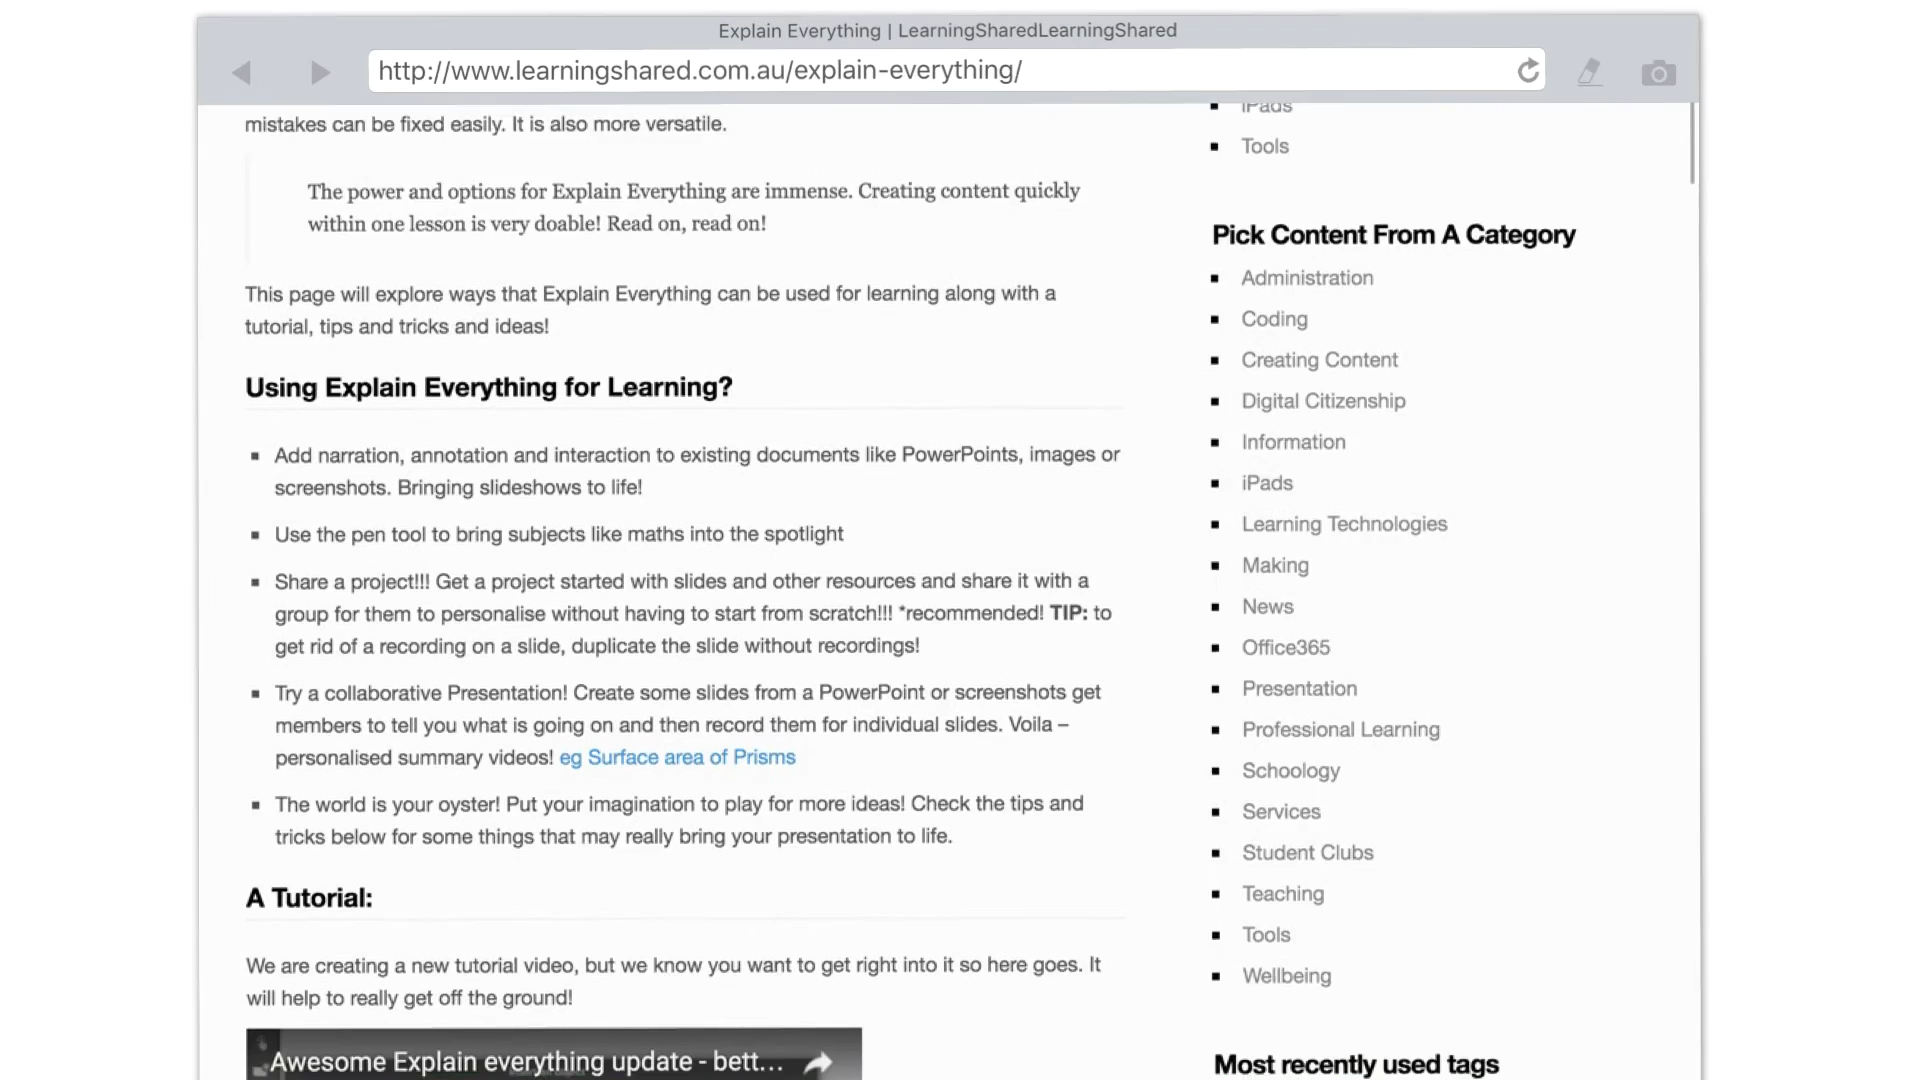 Explain Everything | LearningSharedLearningShared
http://www.learningshared.com.au/explain-everything/
mistakes can be fixed easily. It is also more versatile.
The power and options for Explain Everything are immense. Creating content quickly
within one lesson is very doable! Read on, read on!
This page will explore ways that Explain Everything can be used for learning along with a
tutorial, tips and tricks and ideas!
Using Explain Everything for Learning?
Add narration, annotation and interaction to existing documents like PowerPoints, images or
screenshots. Bringing slideshows to life!
Use the pen tool to bring subjects like maths into the spotlight
Share a project!!! Get a project started with slides and other resources and share it with a
group for them to personalise without having to start from scratch!!! *recommended! TIP: to
get rid of a recording on a slide, duplicate the slide without recordings!
Try a collaborative Presentation! Create some slides from a PowerPoint or screenshots get
members to tell you what is going on and then record them for individual slides. Voila –
personalised summary videos! eg Surface area of Prisms
The world is your oyster! Put your imagination to play for more ideas! Check the tips and
tricks below for some things that may really bring your presentation to life.
A Tutorial:
We are creating a new tutorial video, but we know you want to get right into it so here goes. It
will help to really get off the ground!
Awesome Explain everything update - bett...
iPads
Tools
Pick Content From A Category
Administration
Coding
Creating Content
Digital Citizenship
Information
iPads
Learning Technologies
Making
News
Office365
Presentation
Professional Learning
Schoology
Services
Student Clubs
Teaching
Tools
Wellbeing
Most recently used tags